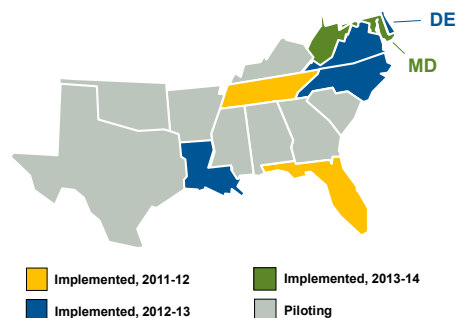 DE
MD
Implemented, 2011-12
Implemented, 2013-14
Implemented, 2012-13
Piloting